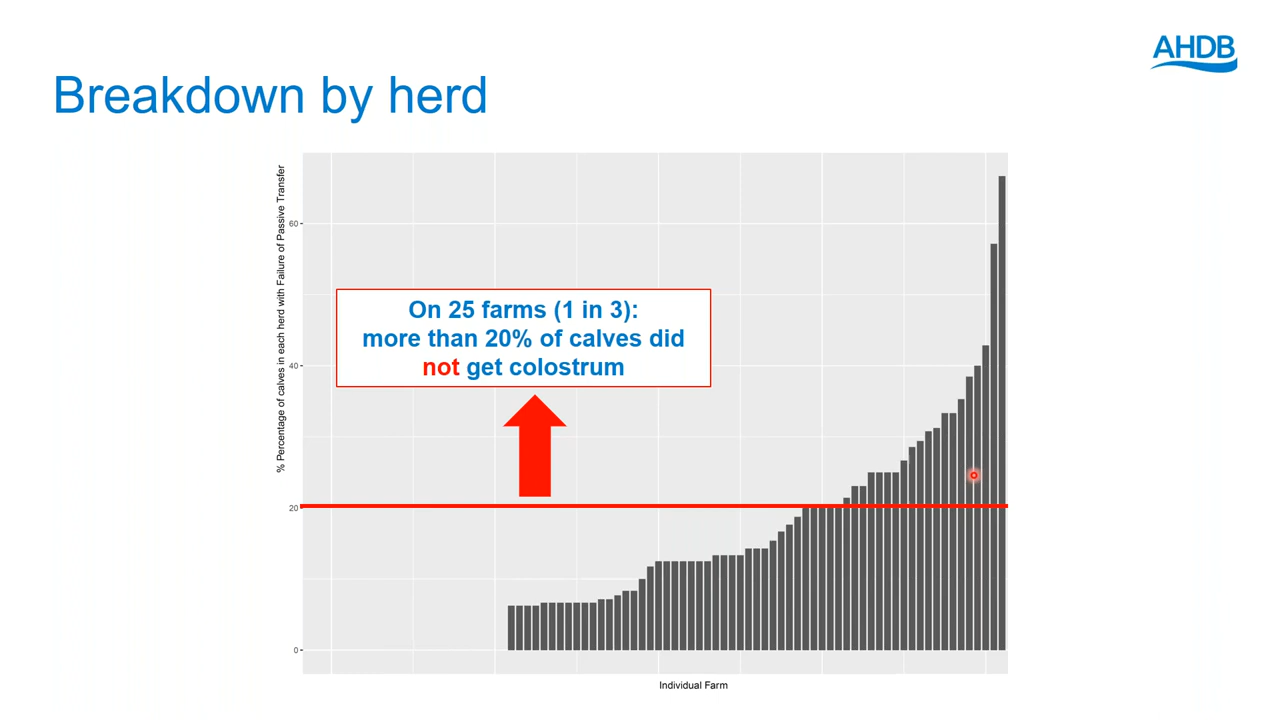 AHDB
Breakdown by herd
% Percentage of calves in each herd with Failure of Passive Transfer
60
40
20
0
On 25 farms (1 in 3):
more than 20% of calves did
not get colostrum
Individual Farm